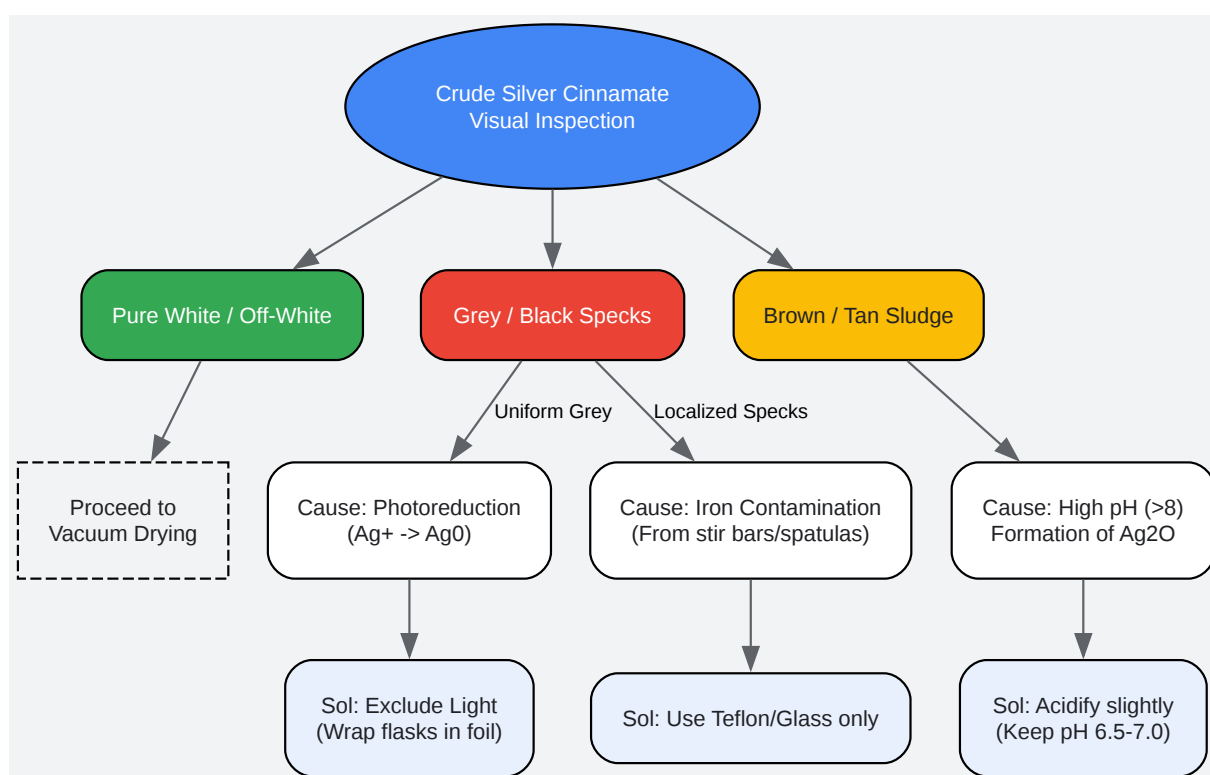 Crude Silver Cinnamate
Visual Inspection
Pure White / Off-White
Grey / Black Specks
Brown / Tan Sludge
Uniform Grey
Localized Specks
Proceed to
Vacuum Drying
Cause: Photoreduction
(Ag+ -> Ag0)
Cause: Iron Contamination
(From stir bars/spatulas)
Cause: High pH (>8)
Formation of Ag2O
Sol: Exclude Light
(Wrap flasks in foil)
Sol: Use Teflon/Glass only
Sol: Acidify slightly
(Keep pH 6.5-7.0)